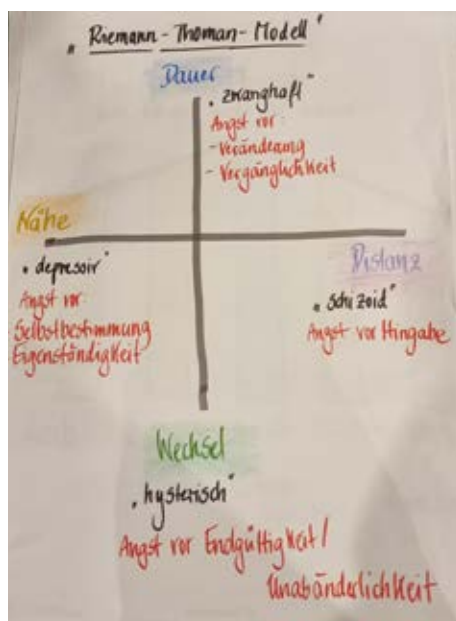 " Riemann-Thoman-Modell"
Dauer
"zwanghaft"
Angst vor:
- Veränderung
- Vergänglichkeit
Nähe
"depressiv"
Angst vor:
Selbstbestimmung
Eigenständigkeit
Distanz
"schizoid"
Angst vor Hingabe
Wechsel
"hysterisch"
Angst vor Endgültigkeit /
Unabänderlichkeit